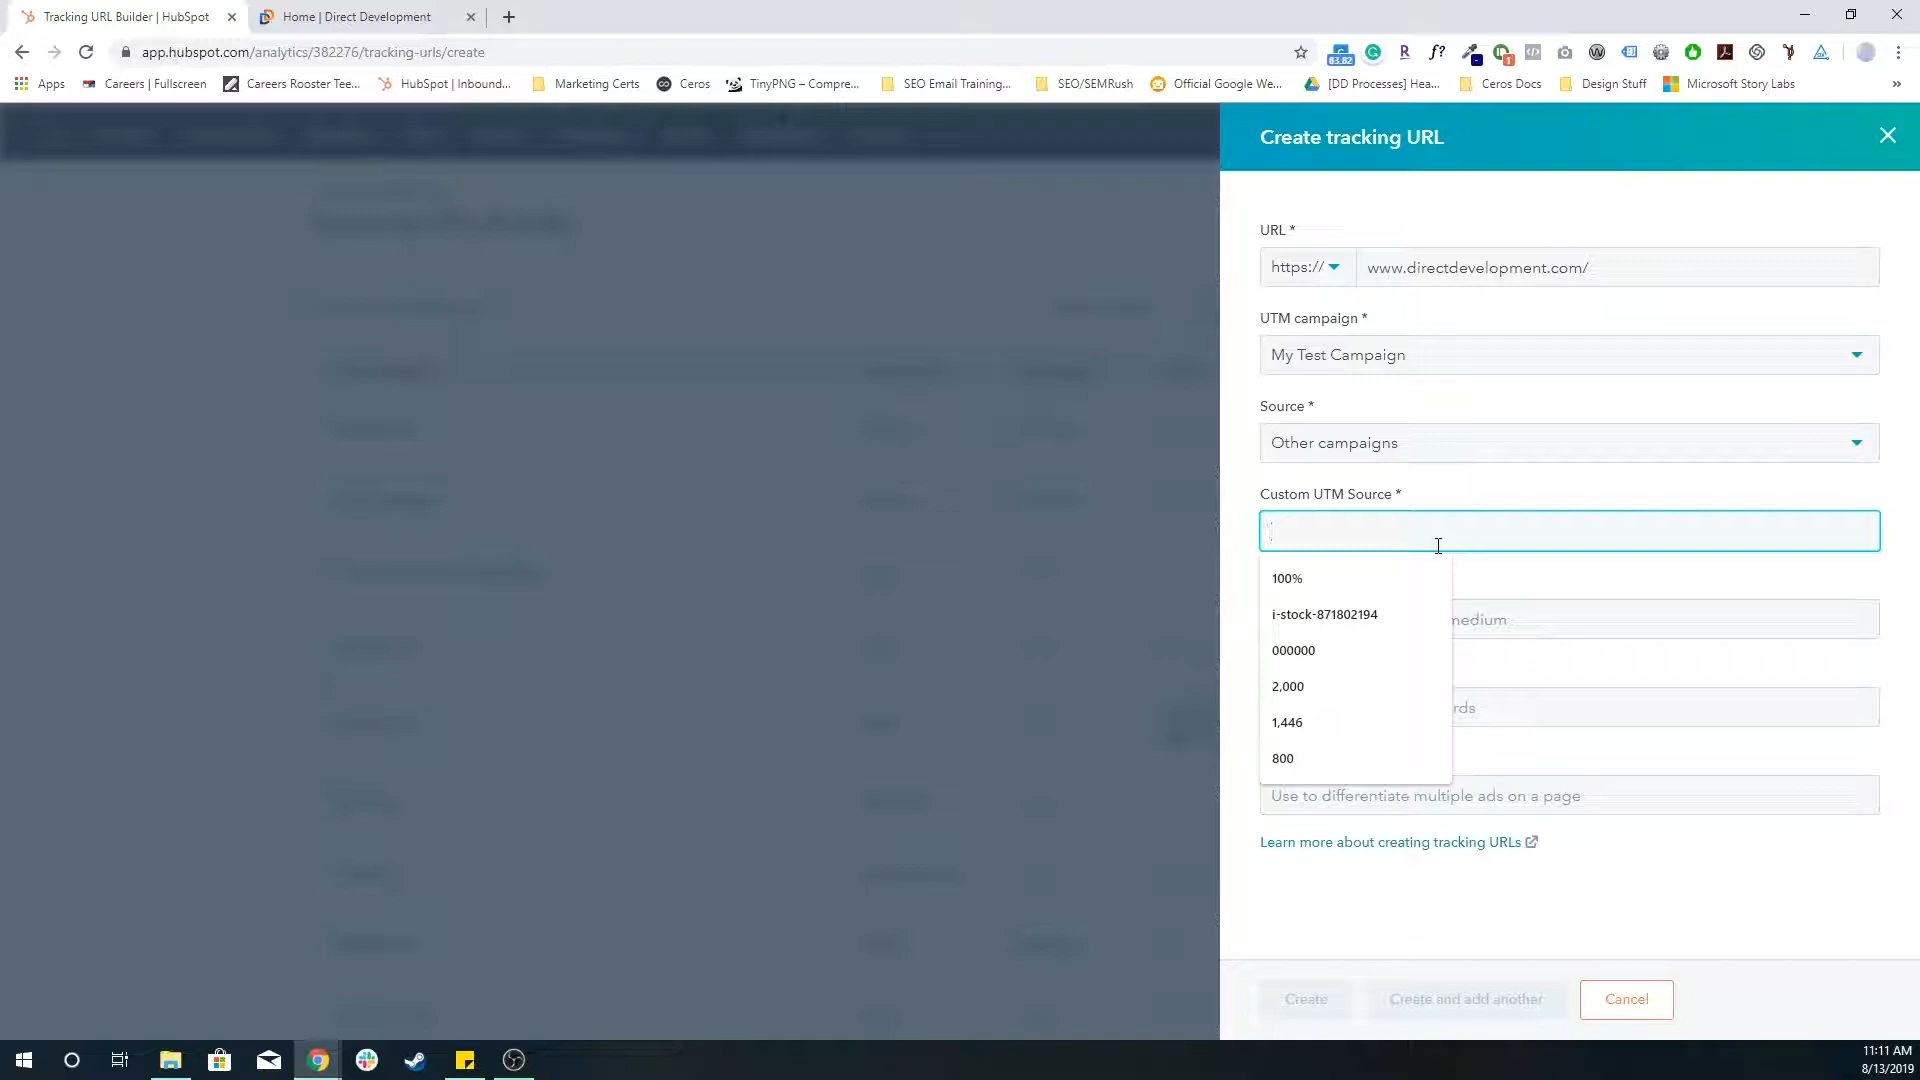 Tracking URL Builder | HubSpot
Home | Direct Development
app.hubspot.com/analytics/382276/tracking-urls/create
63.82
f?
1
Apps
Careers | Fullscreen
Careers Rooster Tee...
HubSpot | Inbound...
Marketing Certs
Ceros
TinyPNG – Compre...
SEO Email Training...
SEO/SEMRush
Official Google We...
[DD Processes] Hea...
Ceros Docs
Design Stuff
Microsoft Story Labs
Create tracking URL
URL *
https://
www.directdevelopment.com/
UTM campaign *
My Test Campaign
Source *
Other campaigns
Custom UTM Source *
100%
i-stock-871802194
000000
2,000
1,446
800
Use to differentiate multiple ads on a page
Learn more about creating tracking URLs
Create
Create and add another
Cancel
11:11 AM
8/13/2019